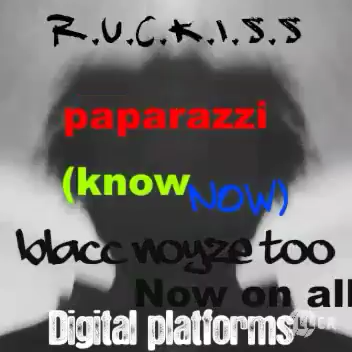 R.U.C.K.I.S.S
paparazzi
(know NOW)
blacc noyze too
Now on all
Digital platforms